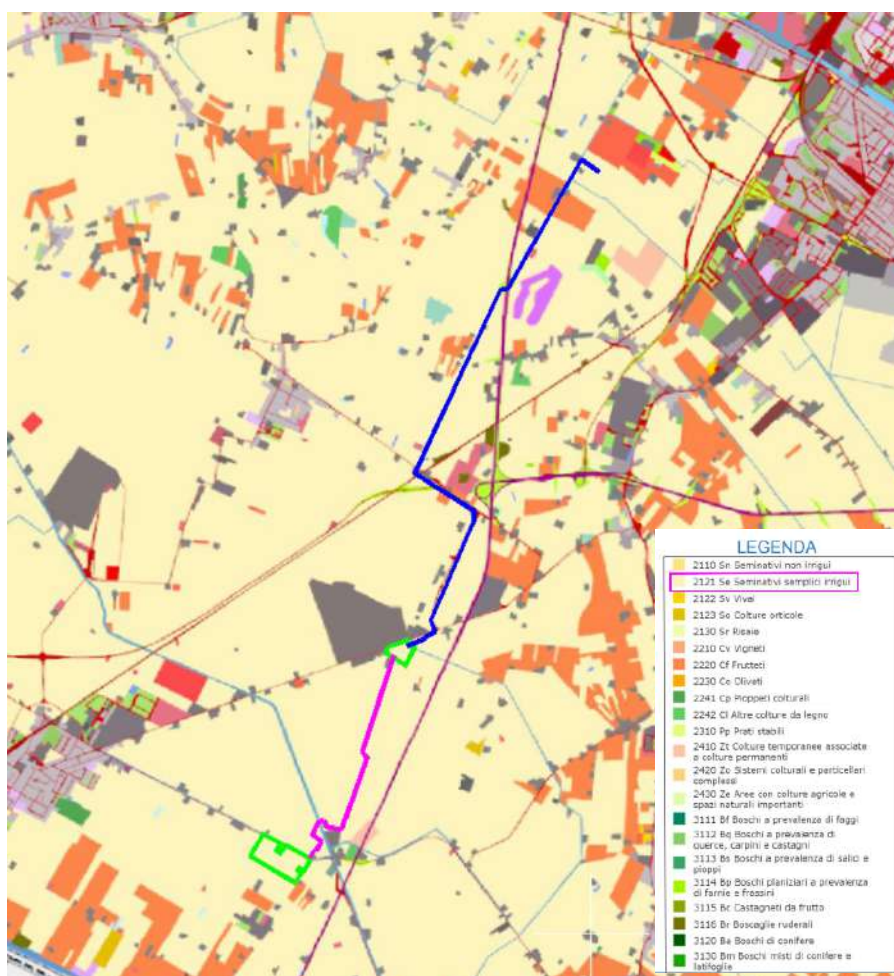 LEGENDA
2110 Sn Seminativi non irrigui
2121 Se Seminativi semplici irrigui
2122 Sv Vivai
2123 So Colture orticole
2130 Sr Risaie
2210 Cv Vigneti
2220 Cf Frutteti
2230 Co Oliveti
2241 Cp Pioppeti colturali
2242 Cl Altre colture da legno
2310 Pp Prati stabili
2410 Zt Colture temporanee associate
a colture permanenti
2420 Zo Sistemi colturali e particellari
complessi
2430 Ze Aree con colture agricole e
spazi naturali importanti
3111 Bf Boschi a prevalenza di faggi
3112 Bq Boschi a prevalenza di
querce, carpini e castagni
3113 Bs Boschi a prevalenza di salici e
pioppi
3114 Bp Boschi planiziari a prevalenza
di farnie e frassini
3115 Bc Castagneti da frutto
3116 Br Boscaglie ruderali
3120 Ba Boschi di conifere
3130 Bm Boschi misti di conifere e
latifoglie